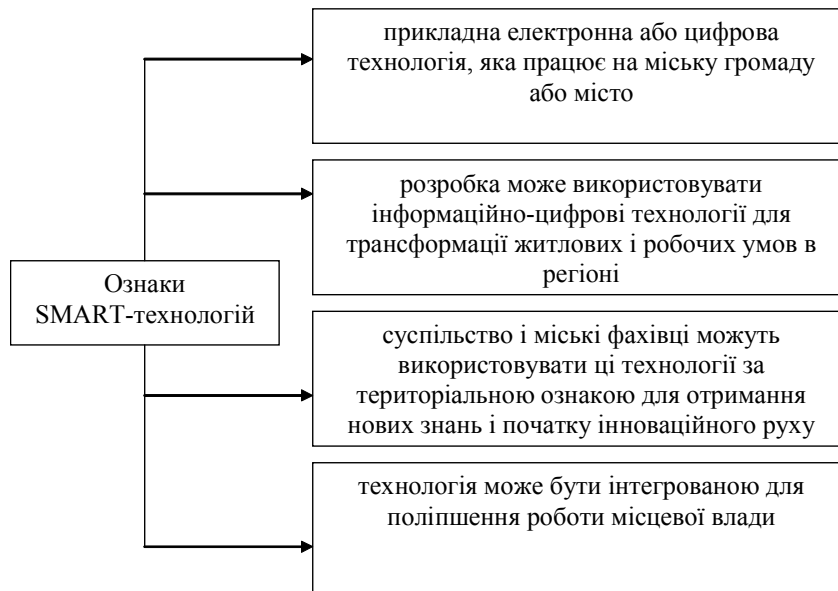 прикладна електронна або цифрова
технологія, яка працює на міську громаду
або місто
розробка може використовувати
інформаційно-цифрові технології для
трансформації житлових і робочих умов в
регіоні
Ознаки
SMART-технологій
суспільство і міські фахівці можуть
використовувати ці технології за
територіальною ознакою для отримання
нових знань і початку інноваційного руху
технологія може бути інтегрованою для
поліпшення роботи місцевої влади